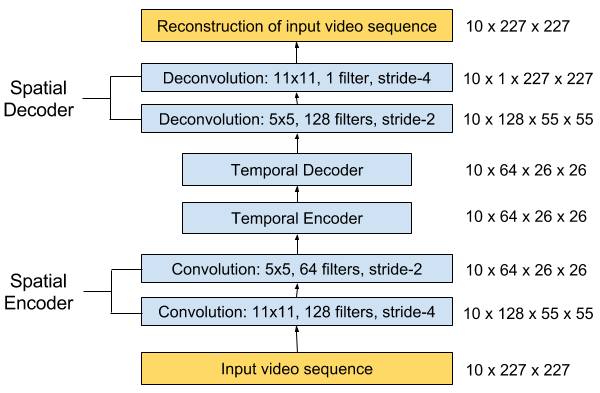 Reconstruction of input video sequence 10 x 227 x 227
Spatial
Decoder
Deconvolution: 11x11, 1 filter, stride-4 10 x 1 x 227 x 227
Deconvolution: 5x5, 128 filters, stride-2 10 x 128 x 55 x 55
Temporal Decoder 10 x 64 x 26 x 26
Temporal Encoder 10 x 64 x 26 x 26
Spatial
Encoder
Convolution: 5x5, 64 filters, stride-2 10 x 64 x 26 x 26
Convolution: 11x11, 128 filters, stride-4 10 x 128 x 55 x 55
Input video sequence 10 x 227 x 227